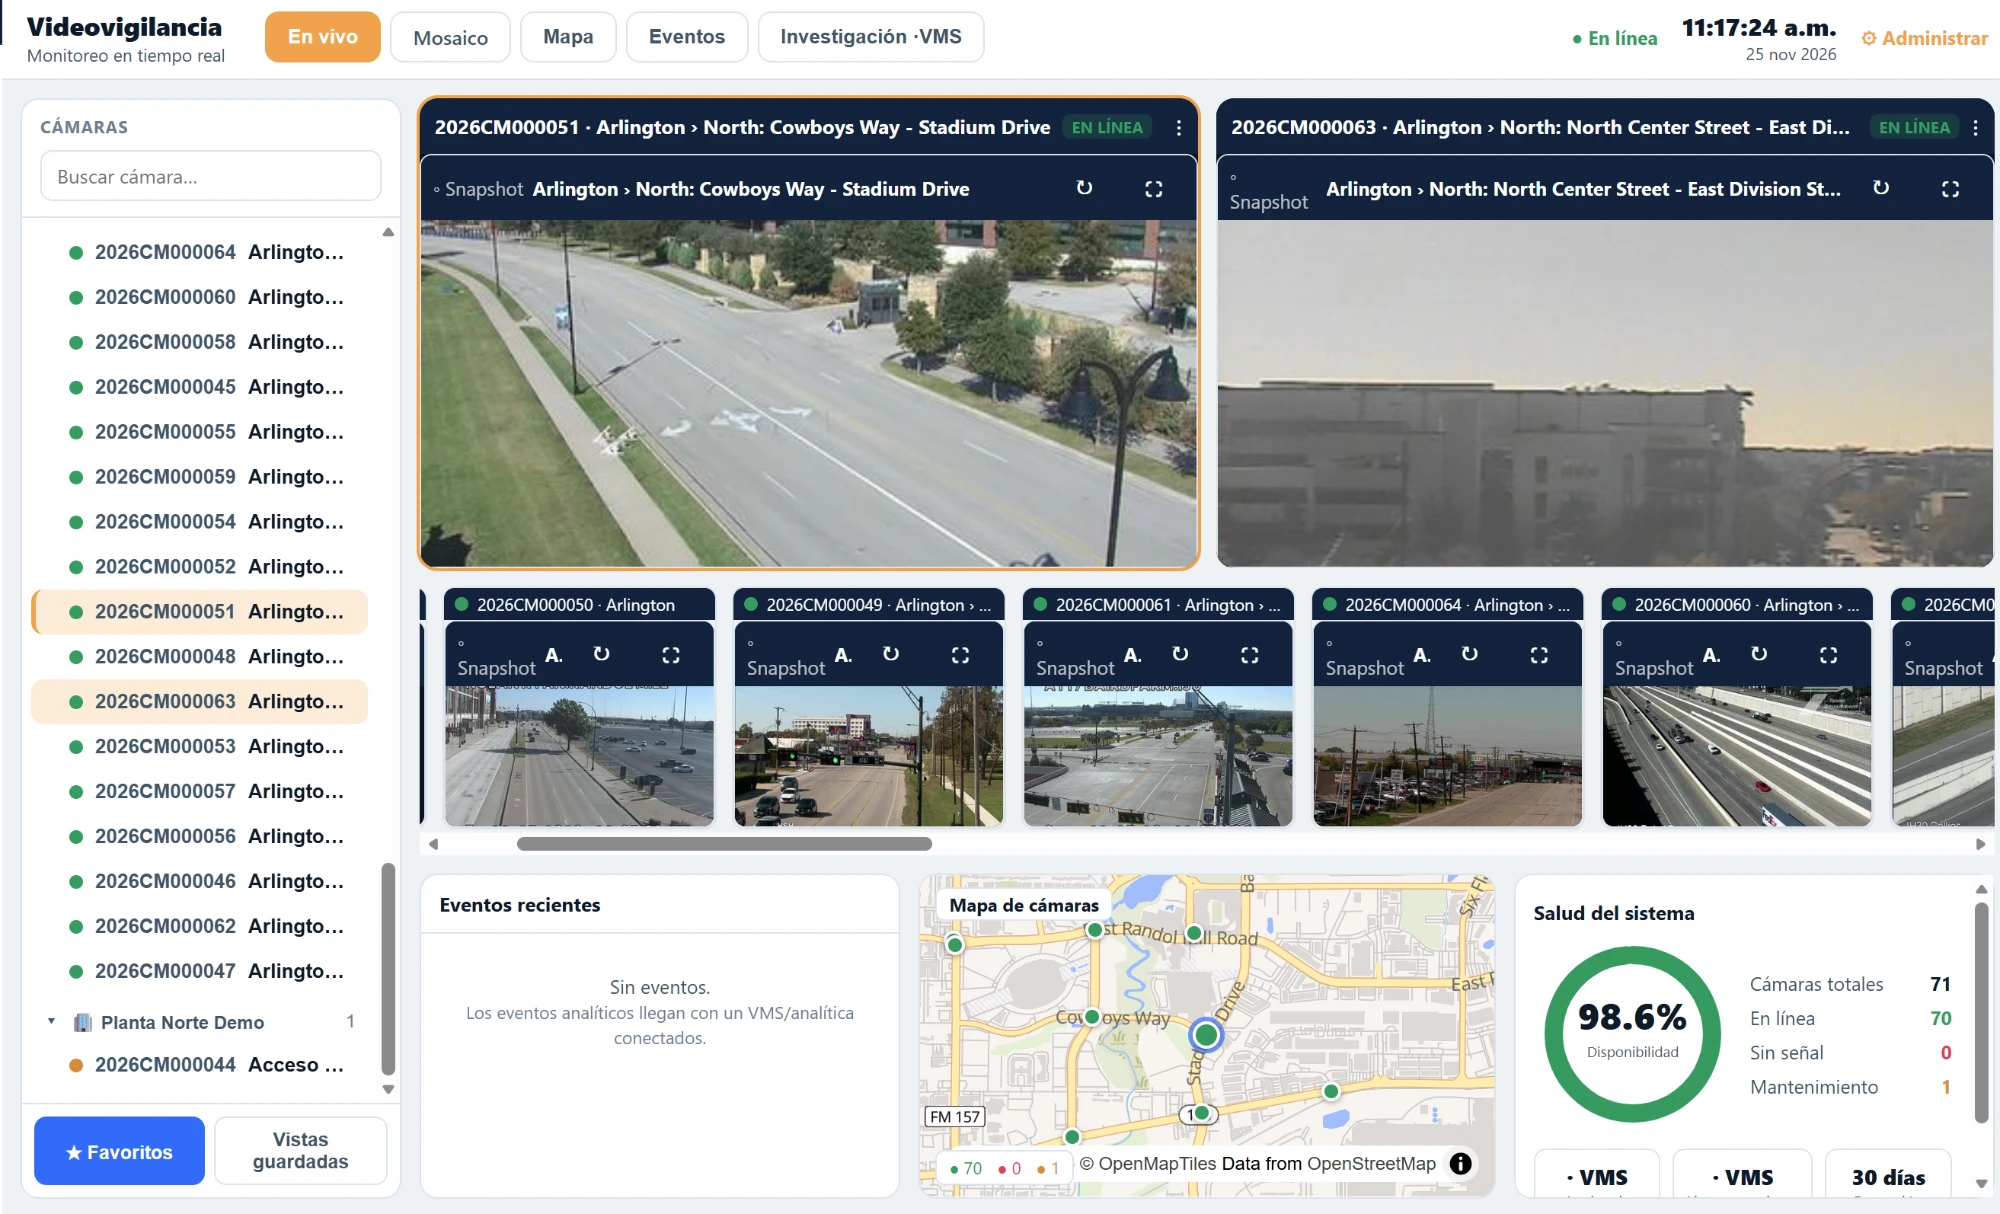 Videovigilancia
Monitoreo en tiempo real
En vivo
Mosaico
Mapa
Eventos
Investigación ·VMS
● En línea
11:17:24 a.m.
25 nov 2026
⚙ Administrar
CÁMARAS
Buscar cámara...
2026CM000064 Arlingto...
2026CM000060 Arlingto...
2026CM000058 Arlingto...
2026CM000045 Arlingto...
2026CM000055 Arlingto...
2026CM000059 Arlingto...
2026CM000054 Arlingto...
2026CM000052 Arlingto...
2026CM000051 Arlingto...
2026CM000048 Arlingto...
2026CM000063 Arlingto...
2026CM000053 Arlingto...
2026CM000057 Arlingto...
2026CM000056 Arlingto...
2026CM000046 Arlingto...
2026CM000062 Arlingto...
2026CM000047 Arlingto...
Planta Norte Demo 1
2026CM000044 Acceso ...
★ Favoritos
Vistas
guardadas
2026CM000051 · Arlington › North: Cowboys Way - Stadium Drive EN LÍNEA
Snapshot Arlington › North: Cowboys Way - Stadium Drive
2026CM000063 · Arlington › North: North Center Street - East Di... EN LÍNEA
Snapshot Arlington › North: North Center Street - East Division St...
2026CM000050 · Arlington
Snapshot A.
2026CM000049 · Arlington › ...
Snapshot A.
2026CM000061 · Arlington › ...
Snapshot A.
2026CM000064 · Arlington › ...
Snapshot A.
2026CM000060 · Arlington › ...
Snapshot A.
2026CM0
Snapshot
Eventos recientes
Sin eventos.
Los eventos analíticos llegan con un VMS/analítica
conectados.
Mapa de cámaras
Road
East
Cowboys Way
Drive
FM 157
● 70 ● 0 ● 1
© OpenMapTiles Data from OpenStreetMap
Salud del sistema
98.6%
Disponibilidad
Cámaras totales 71
En línea 70
Sin señal 0
Mantenimiento 1
· VMS
· VMS
30 días